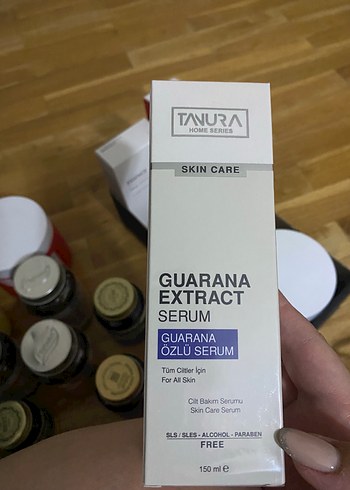 TANURA
HOME SERIES
SKIN CARE
GUARANA
EXTRACT
SERUM
GUARANA
ÖZLÜ SERUM
Tüm Ciltler İçin
For All Skin
Cilt Bakım Serumu
Skin Care Serum
SLS / SLES - ALCOHOL - PARABEN
FREE
150 ml ℮